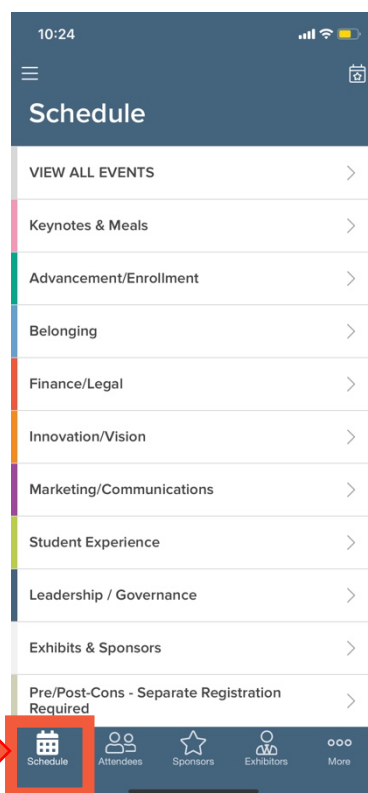 10:24
Schedule
VIEW ALL EVENTS
Keynotes & Meals
Advancement/Enrollment
Belonging
Finance/Legal
Innovation/Vision
Marketing/Communications
Student Experience
Leadership / Governance
Exhibits & Sponsors
Pre/Post-Cons - Separate Registration
Required
Schedule Attendees Sponsors Exhibitors More